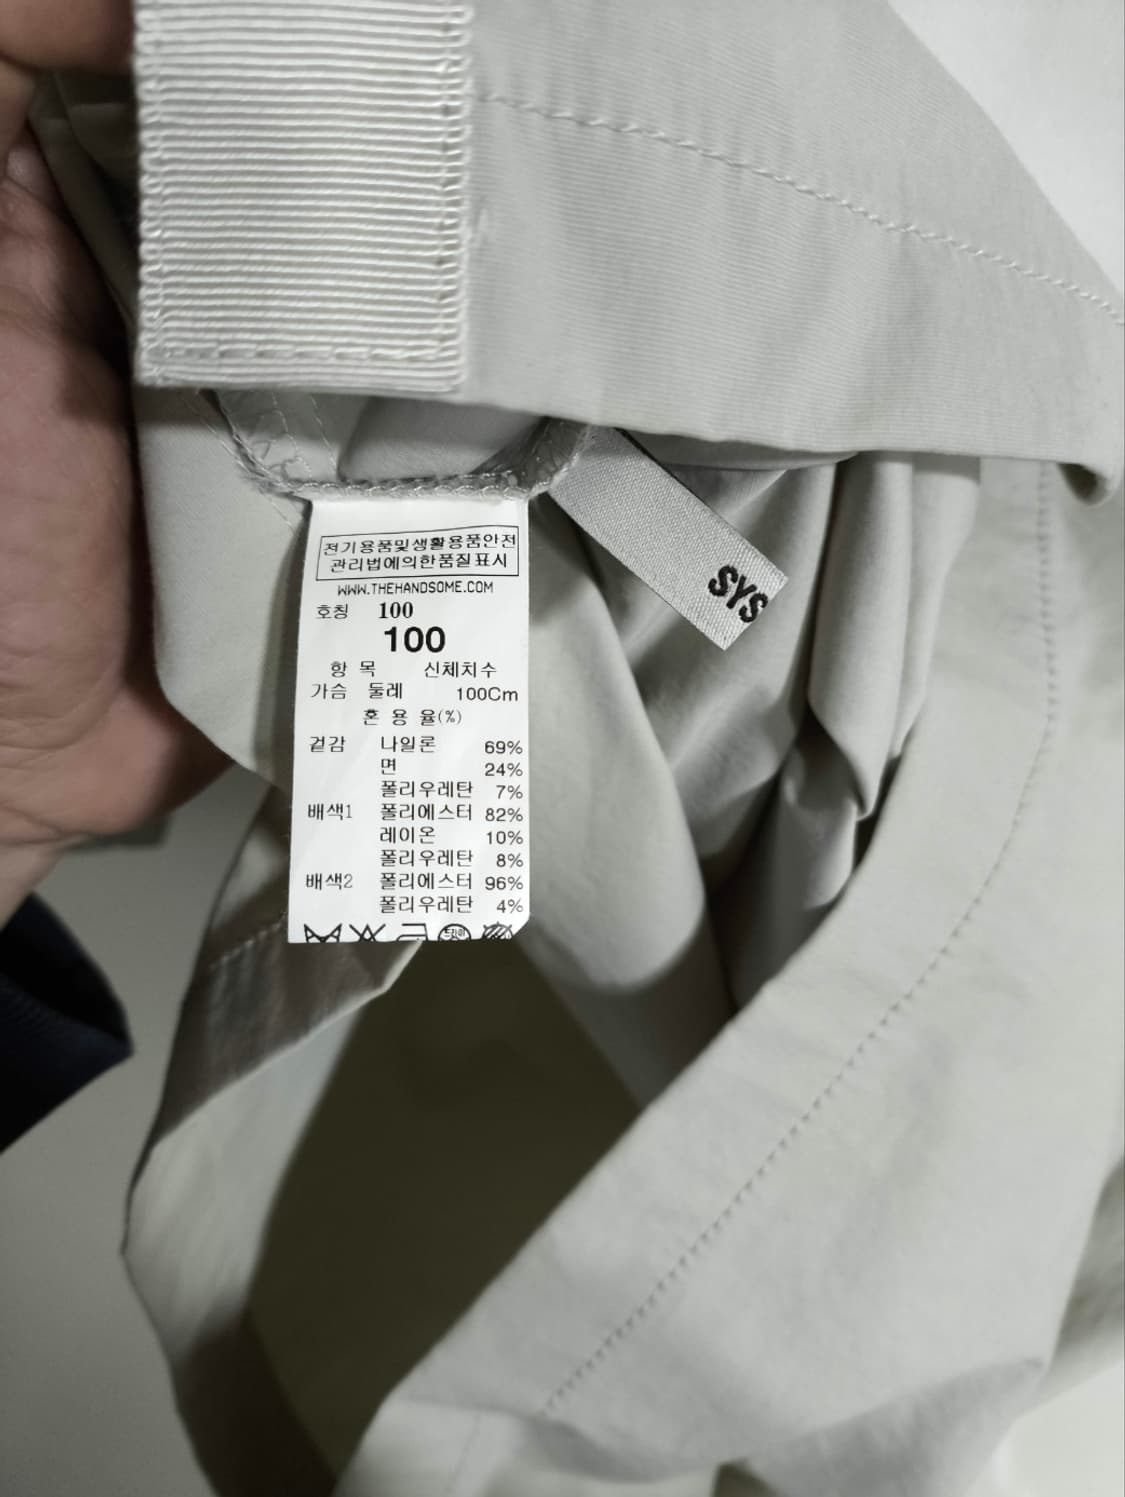 전기용품및생활용품안전
관리법에의한품질표시
WWW.THEHANDSOME.COM
호칭 100
100
항 목 신체치수
가슴 둘레 100Cm
혼 용 율(%)
겉감 나일론 69%
면 24%
폴리우레탄 7%
배색1 폴리에스터 82%
레이온 10%
폴리우레탄 8%
배색2 폴리에스터 96%
폴리우레탄 4%
SYS